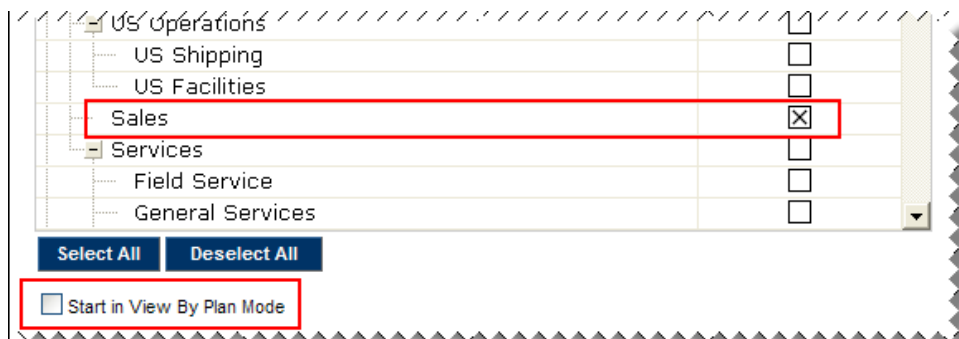 US Operations
US Shipping
US Facilities
Sales
Services
Field Service
General Services
Select All Deselect All
Start in View By Plan Mode